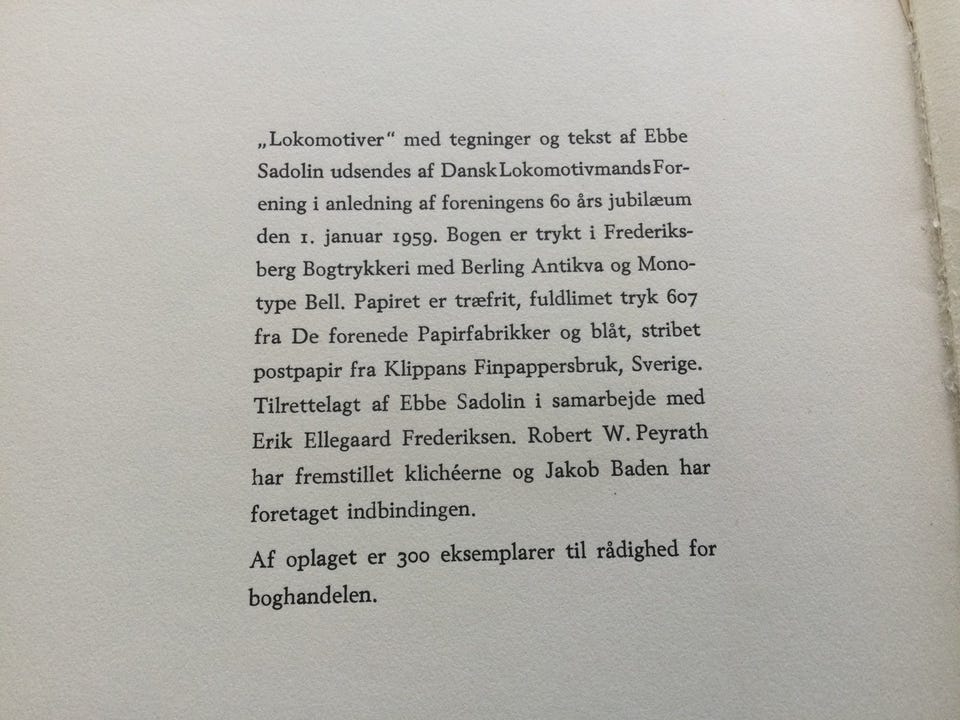 „Lokomotiver“ med tegninger og tekst af Ebbe
Sadolin udsendes af Dansk Lokomotivmands For-
ening i anledning af foreningens 60 års jubilæum
den 1. januar 1959. Bogen er trykt i Frederiks-
berg Bogtrykkeri med Berling Antikva og Mono-
type Bell. Papiret er træfrit, fuldlimet tryk 607
fra De forenede Papirfabrikker og blåt, stribet
postpapir fra Klippans Finpappersbruk, Sverige.
Tilrettelagt af Ebbe Sadolin i samarbejde med
Erik Ellegaard Frederiksen. Robert W. Peyrath
har fremstillet klichéerne og Jakob Baden har
foretaget indbindingen.
Af oplaget er 300 eksemplarer til rådighed for
boghandelen.